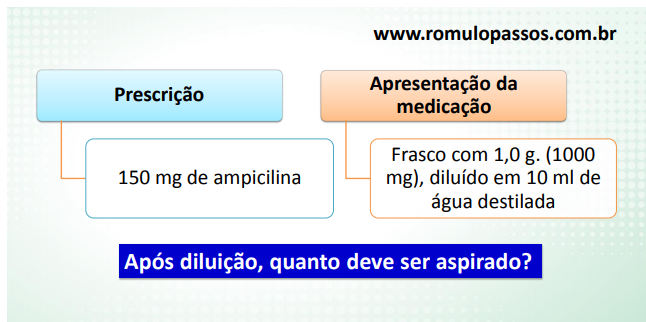 www.romulopassos.com.br
Prescrição
Apresentação da
medicação
150 mg de ampicilina
Frasco com 1,0 g. (1000
mg), diluído em 10 ml de
água destilada
Após diluição, quanto deve ser aspirado?